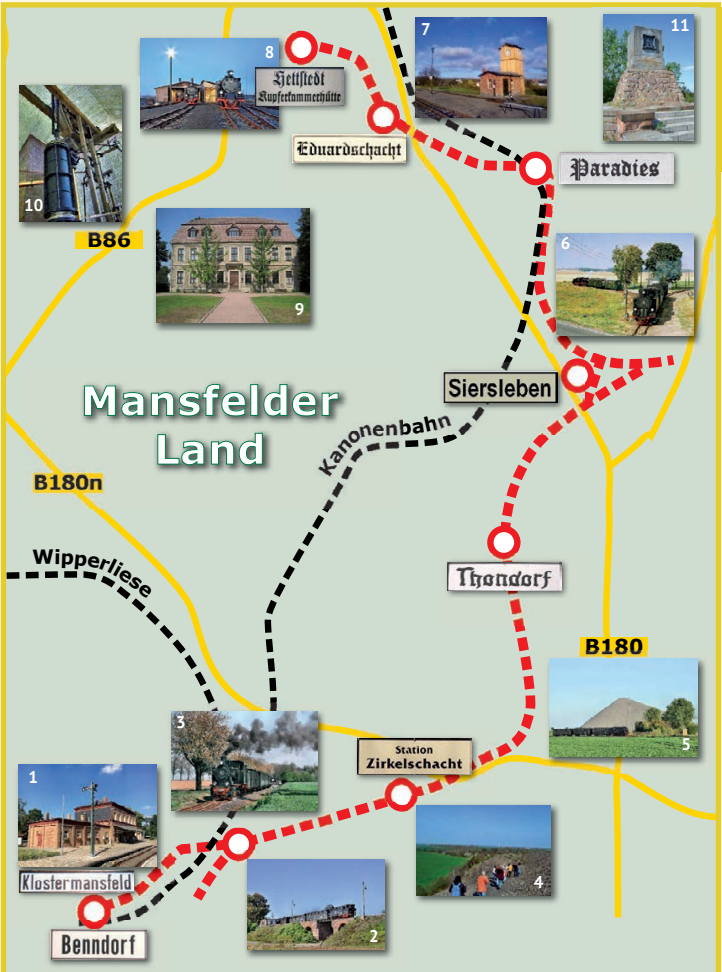 8
Hettstedt
Kupferkammerhütte
7
11
Eduardschacht
Paradies
10
B86
9
6
Siersleben
Mansfelder
Land
Kanonenbahn
B180n
Wipperliese
Thondorf
B180
5
3
Station
Zirkelschacht
1
Klostermansfeld
4
2
Benndorf